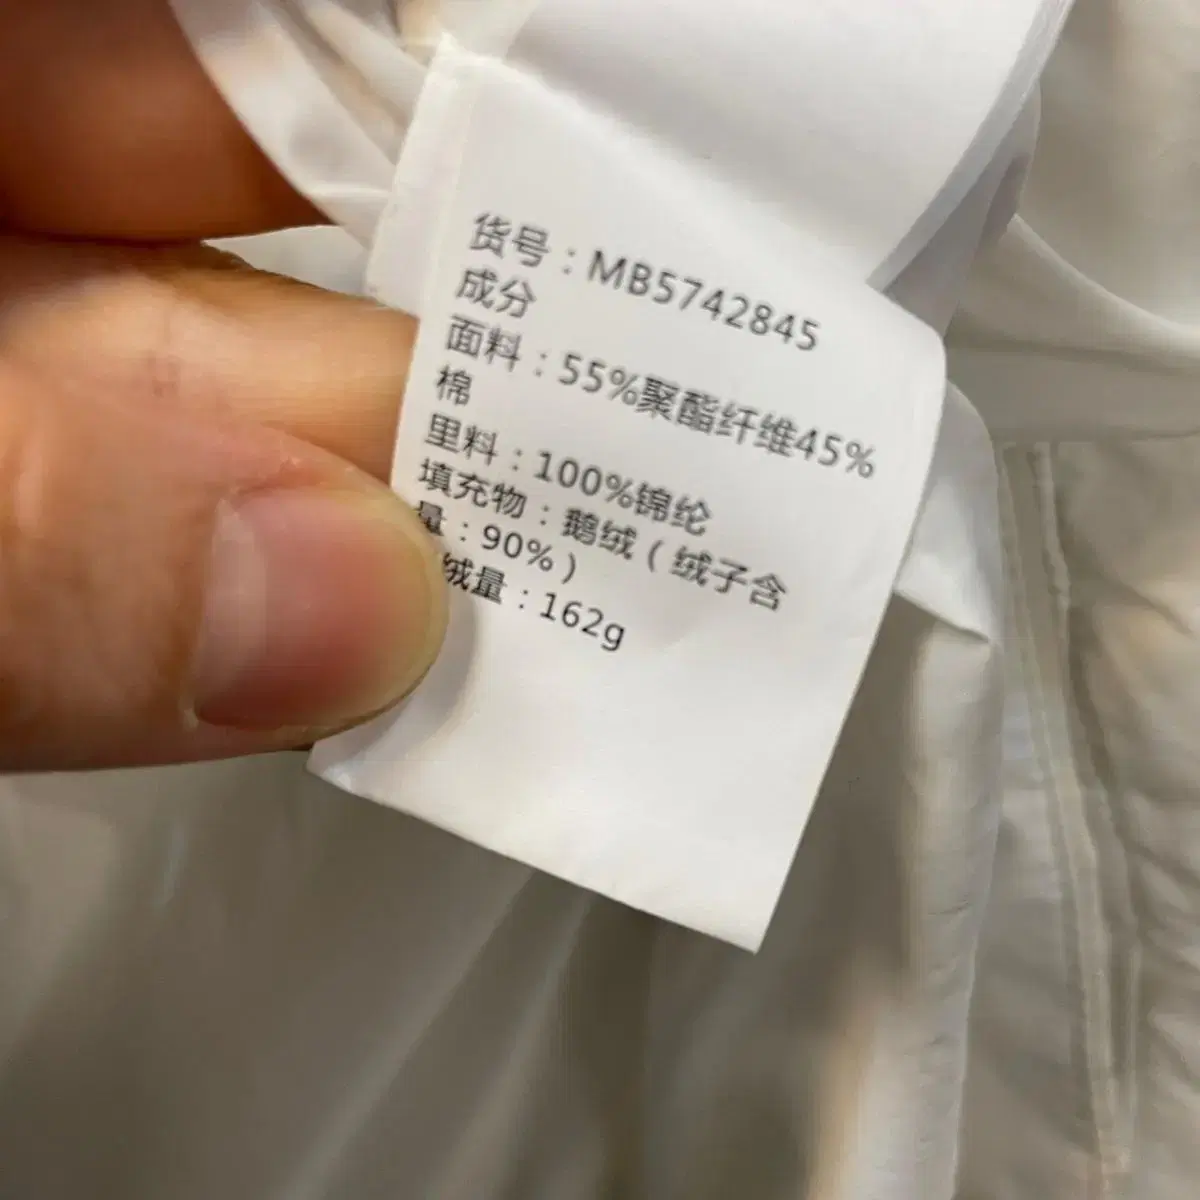 货号：MB5742845
成分
面料：55%聚酯纤维45%
棉
里料：100%锦纶
填充物：鹅绒（绒子含
量：90%）
绒量：162g